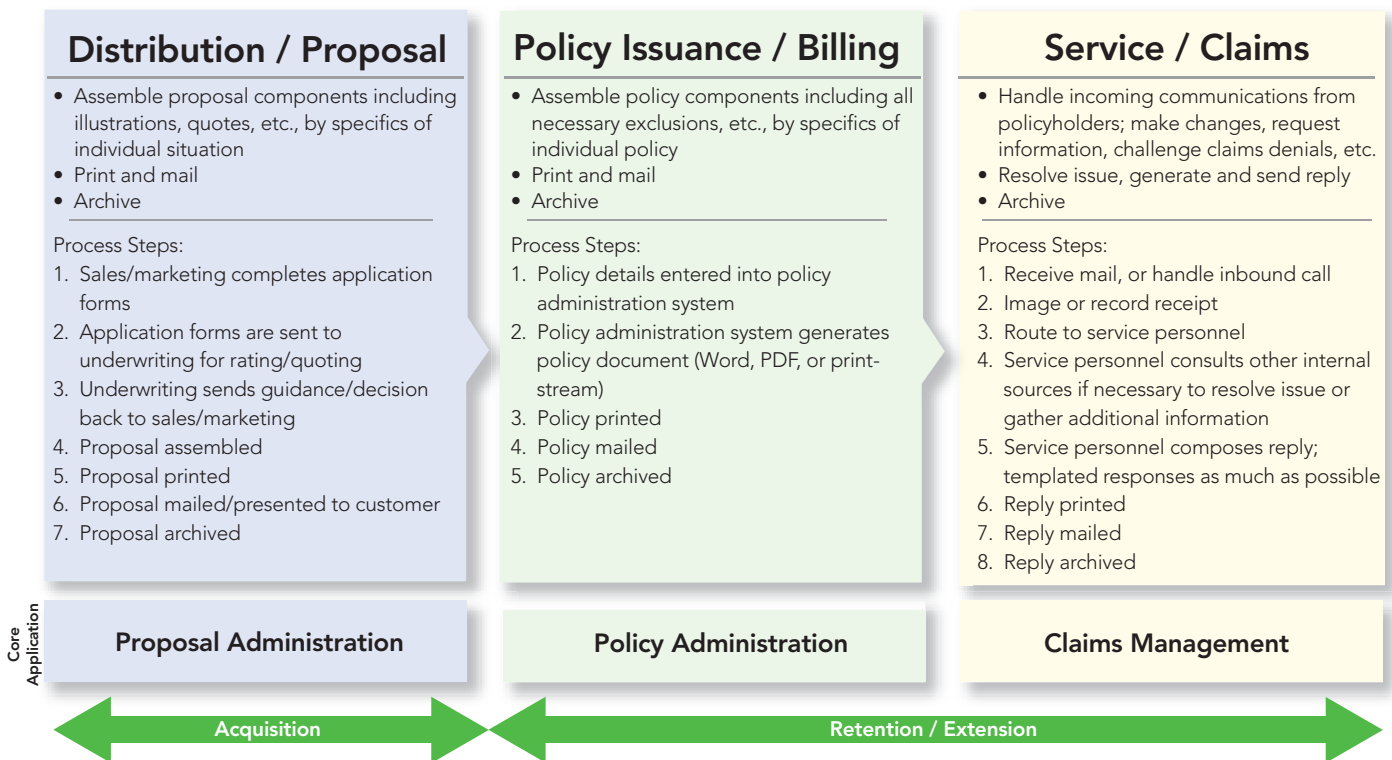 Distribution / Proposal
• Assemble proposal components including
illustrations, quotes, etc., by specifics of
individual situation
• Print and mail
• Archive
Process Steps:
1. Sales/marketing completes application
forms
2. Application forms are sent to
underwriting for rating/quoting
3. Underwriting sends guidance/decision
back to sales/marketing
4. Proposal assembled
5. Proposal printed
6. Proposal mailed/presented to customer
7. Proposal archived
Policy Issuance / Billing
• Assemble policy components including all
necessary exclusions, etc., by specifics of
individual policy
• Print and mail
• Archive
Process Steps:
1. Policy details entered into policy
administration system
2. Policy administration system generates
policy document (Word, PDF, or print-
stream)
3. Policy printed
4. Policy mailed
5. Policy archived
Service / Claims
• Handle incoming communications from
policyholders; make changes, request
information, challenge claims denials, etc.
• Resolve issue, generate and send reply
• Archive
Process Steps:
1. Receive mail, or handle inbound call
2. Image or record receipt
3. Route to service personnel
4. Service personnel consults other internal
sources if necessary to resolve issue or
gather additional information
5. Service personnel composes reply;
templated responses as much as possible
6. Reply printed
7. Reply mailed
8. Reply archived
Core
Application
Proposal Administration
Policy Administration
Claims Management
Acquisition
Retention / Extension